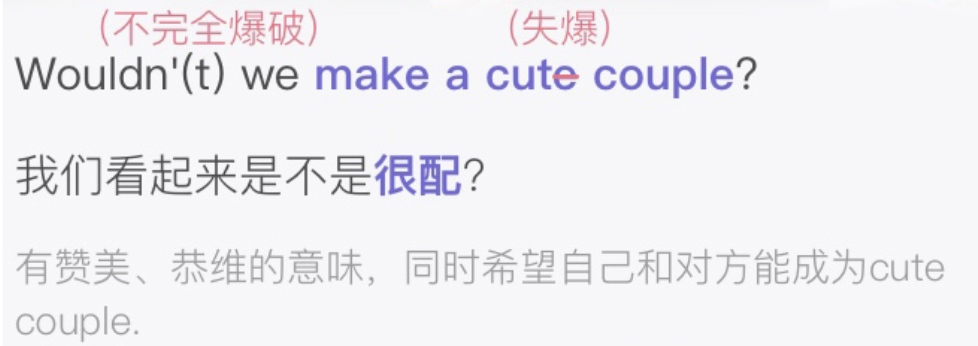 (不完全爆破) (失爆)
Wouldn'(t) we make a cute couple?
我们看起来是不是很配?
有赞美、恭维的意味，同时希望自己和对方能成为cute
couple.